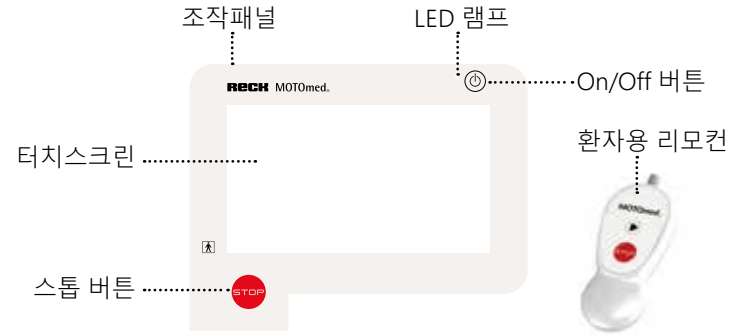 조작패널
LED 램프
RECK MOTOmed®
On/Off 버튼
환자용 리모컨
터치스크린
MOTOmed®
STOP
스톱 버튼
STOP